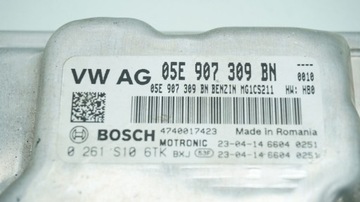 VW AG 05E 907 309 BN ----
0010
05E 907 309 BN BENZIN MG1CS211 HW: H80
BOSCH 4740017423 Made in Romania
MOTRONIC 23-04-14 6604 0251
0 261 S10 6TK BXJ 23-04-14 6604 0251